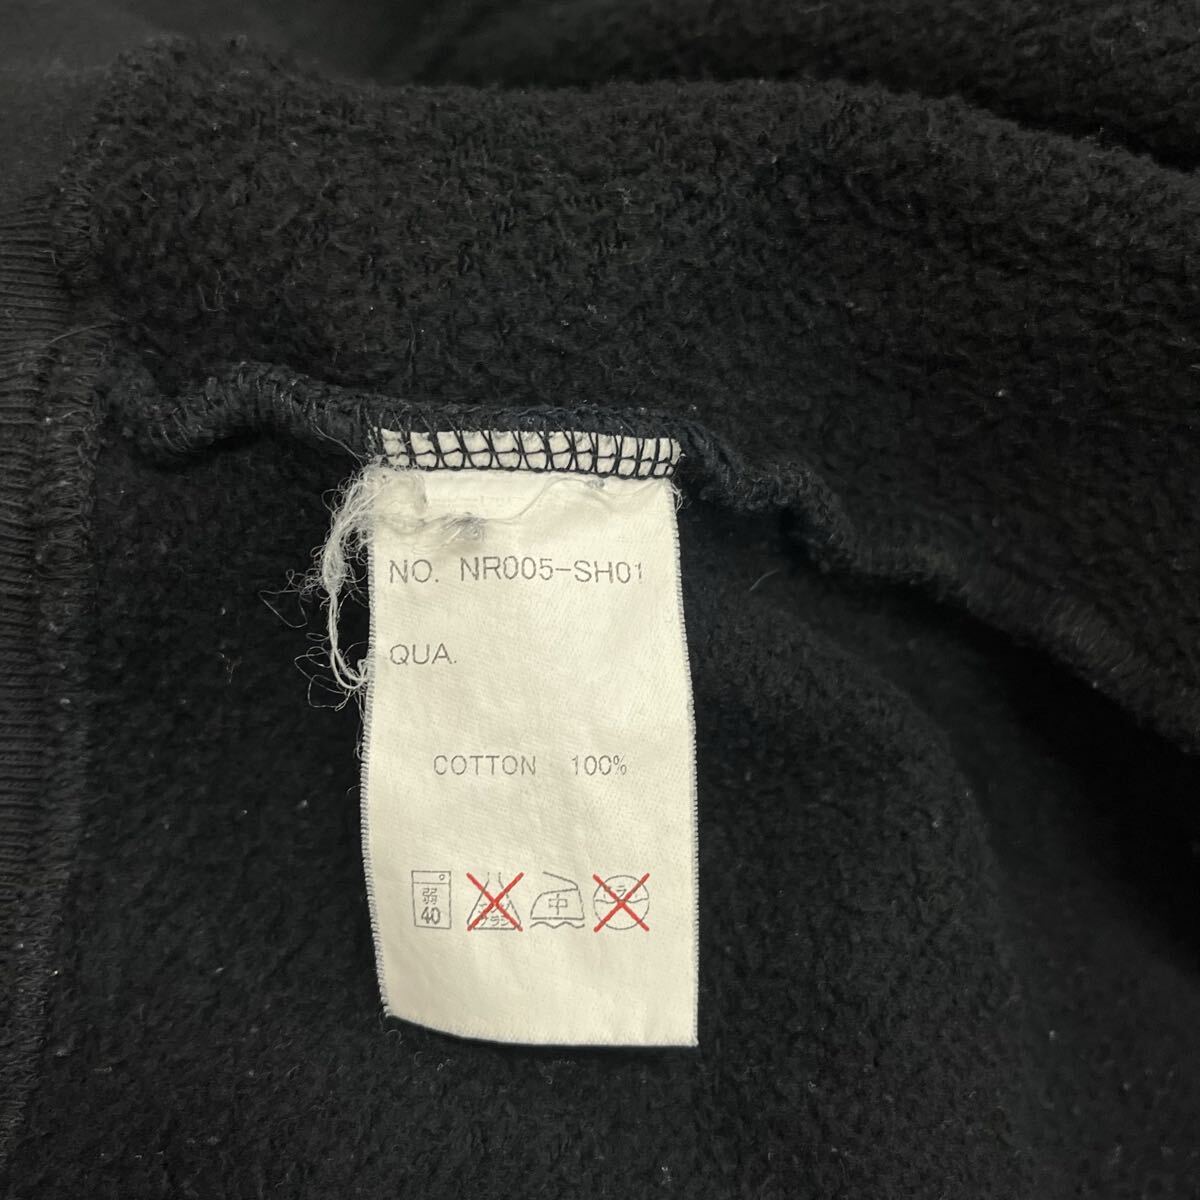 NO. NR005-SH01
QUA.
COTTON 100%
弱 中
40